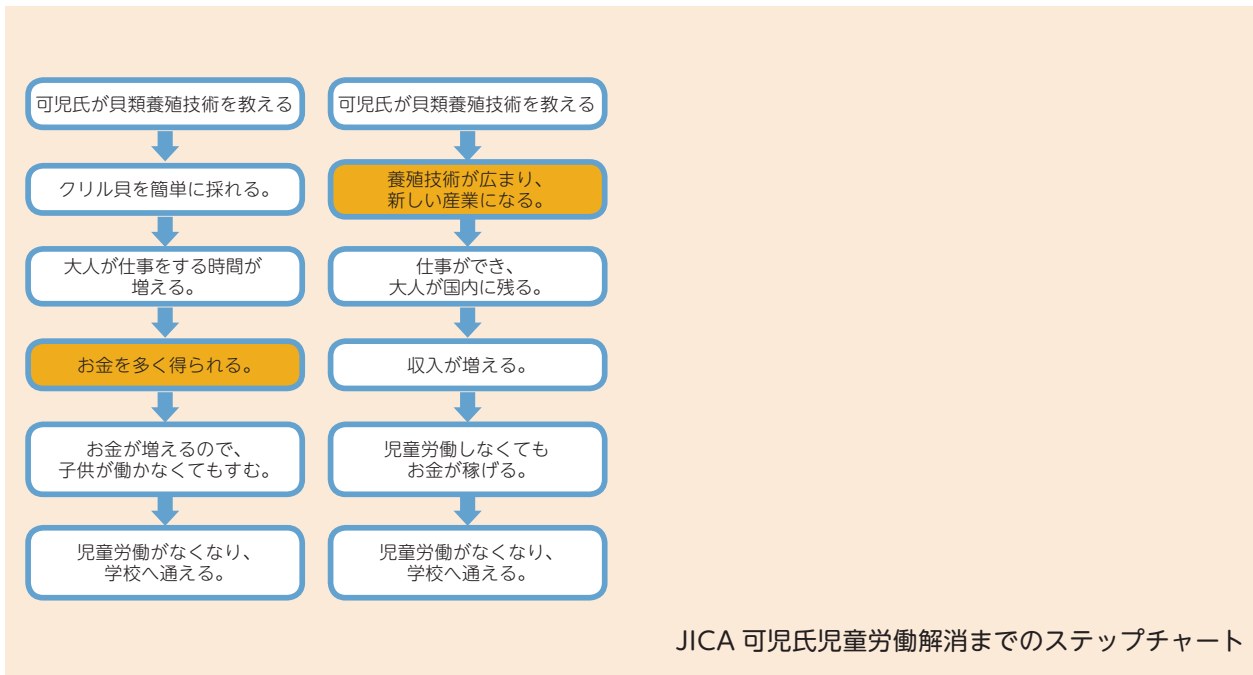 可児氏が貝類養殖技術を教える
クリル貝を簡単に採れる。
大人が仕事をする時間が
増える。
お金を多く得られる。
お金が増えるので、
子供が働かなくてもすむ。
児童労働がなくなり、
学校へ通える。
可児氏が貝類養殖技術を教える
養殖技術が広まり、
新しい産業になる。
仕事ができ、
大人が国内に残る。
収入が増える。
児童労働しなくても
お金が稼げる。
児童労働がなくなり、
学校へ通える。
JICA 可児氏児童労働解消までのステップチャート